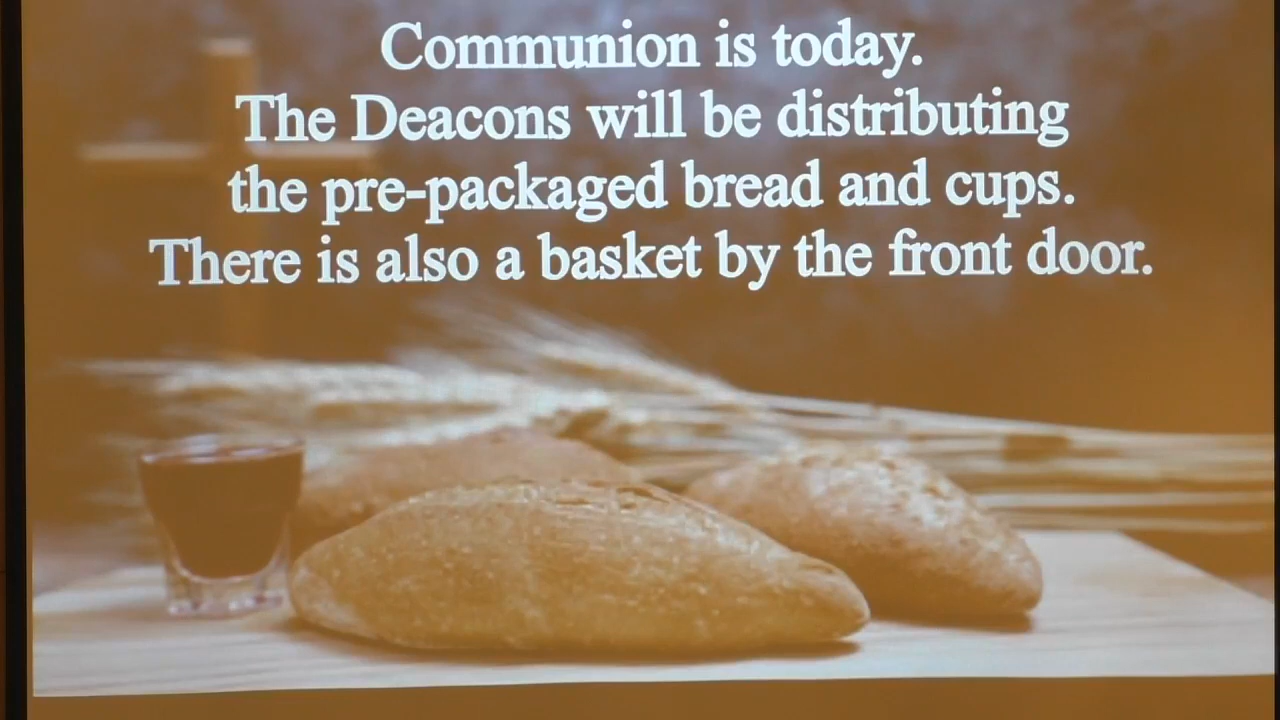 Communion is today.
The Deacons will be distributing
the pre-packaged bread and cups.
There is also a basket by the front door.